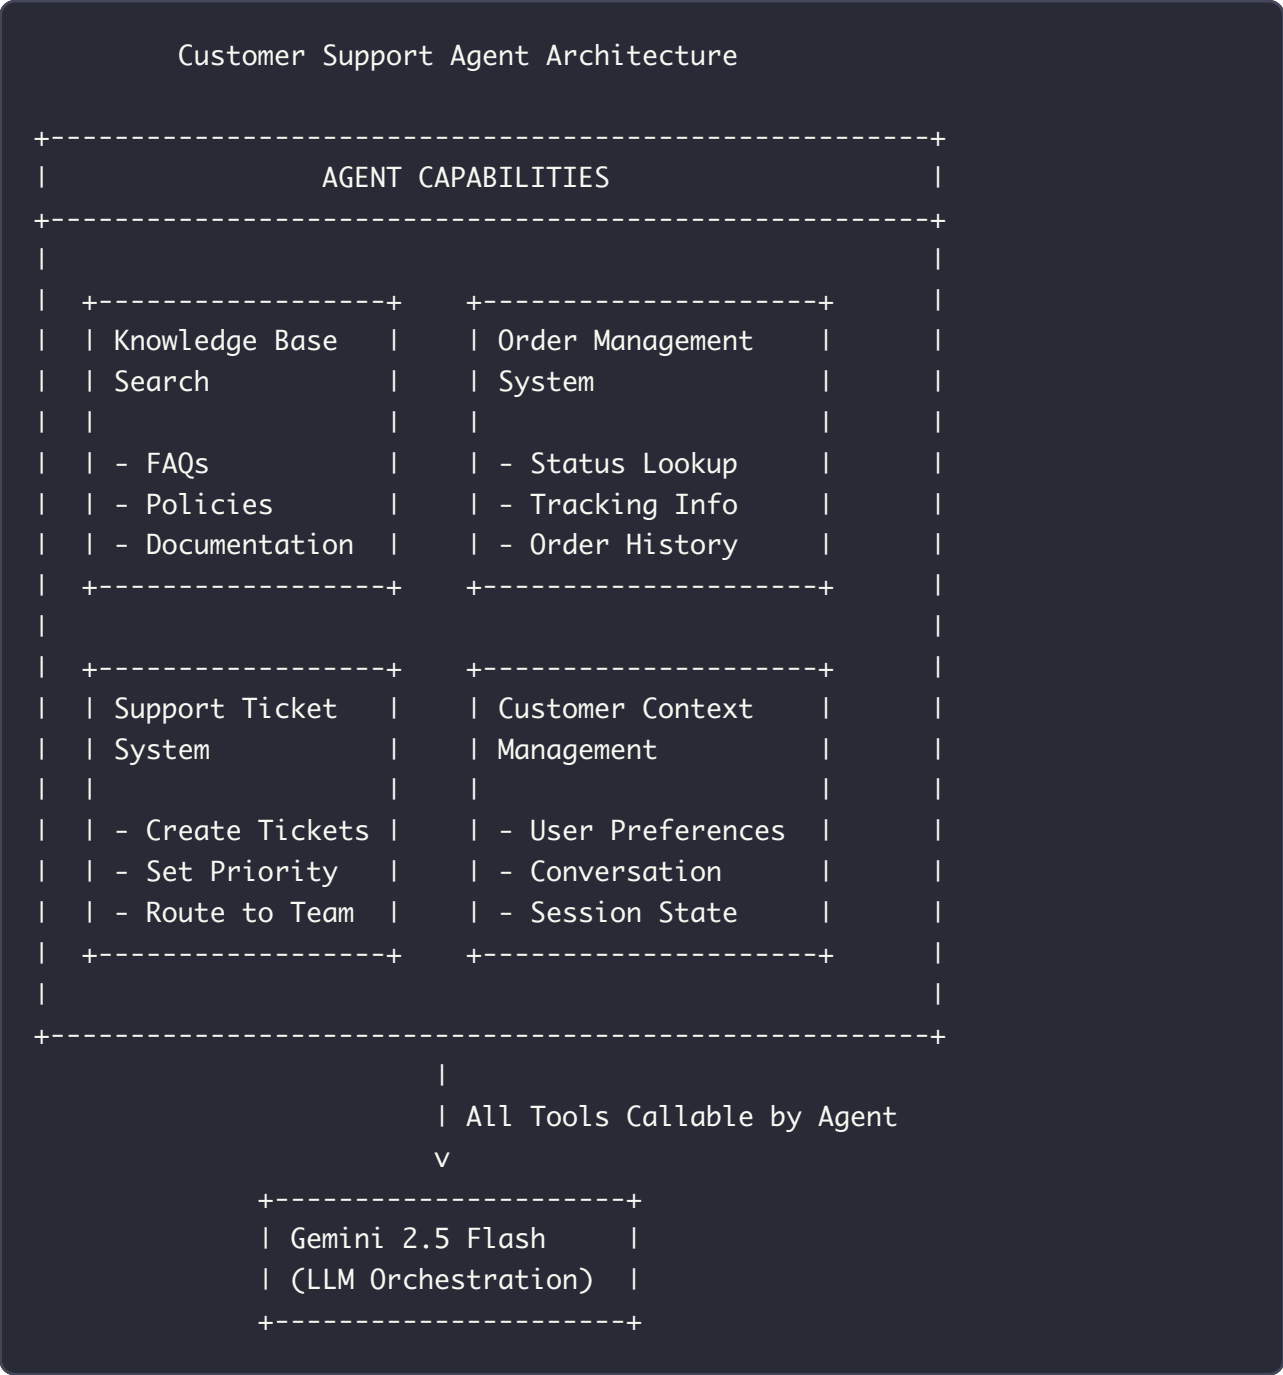 Customer Support Agent Architecture
+-------------------------------------------------------+
|                 AGENT CAPABILITIES                    |
+-------------------------------------------------------+
|                                                       |
|  +------------------+    +---------------------+      |
|  | Knowledge Base   |    | Order Management    |      |
|  | Search           |    | System              |      |
|  |                  |    |                     |      |
|  | - FAQs           |    | - Status Lookup     |      |
|  | - Policies       |    | - Tracking Info     |      |
|  | - Documentation  |    | - Order History     |      |
|  +------------------+    +---------------------+      |
|                                                       |
|  +------------------+    +---------------------+      |
|  | Support Ticket   |    | Customer Context    |      |
|  | System           |    | Management          |      |
|  |                  |    |                     |      |
|  | - Create Tickets |    | - User Preferences  |      |
|  | - Set Priority   |    | - Conversation      |      |
|  | - Route to Team  |    | - Session State     |      |
|  +------------------+    +---------------------+      |
|                                                       |
+-------------------------------------------------------+
                         |
                         | All Tools Callable by Agent
                         v
              +----------------------+
              | Gemini 2.5 Flash     |
              | (LLM Orchestration)  |
              +----------------------+